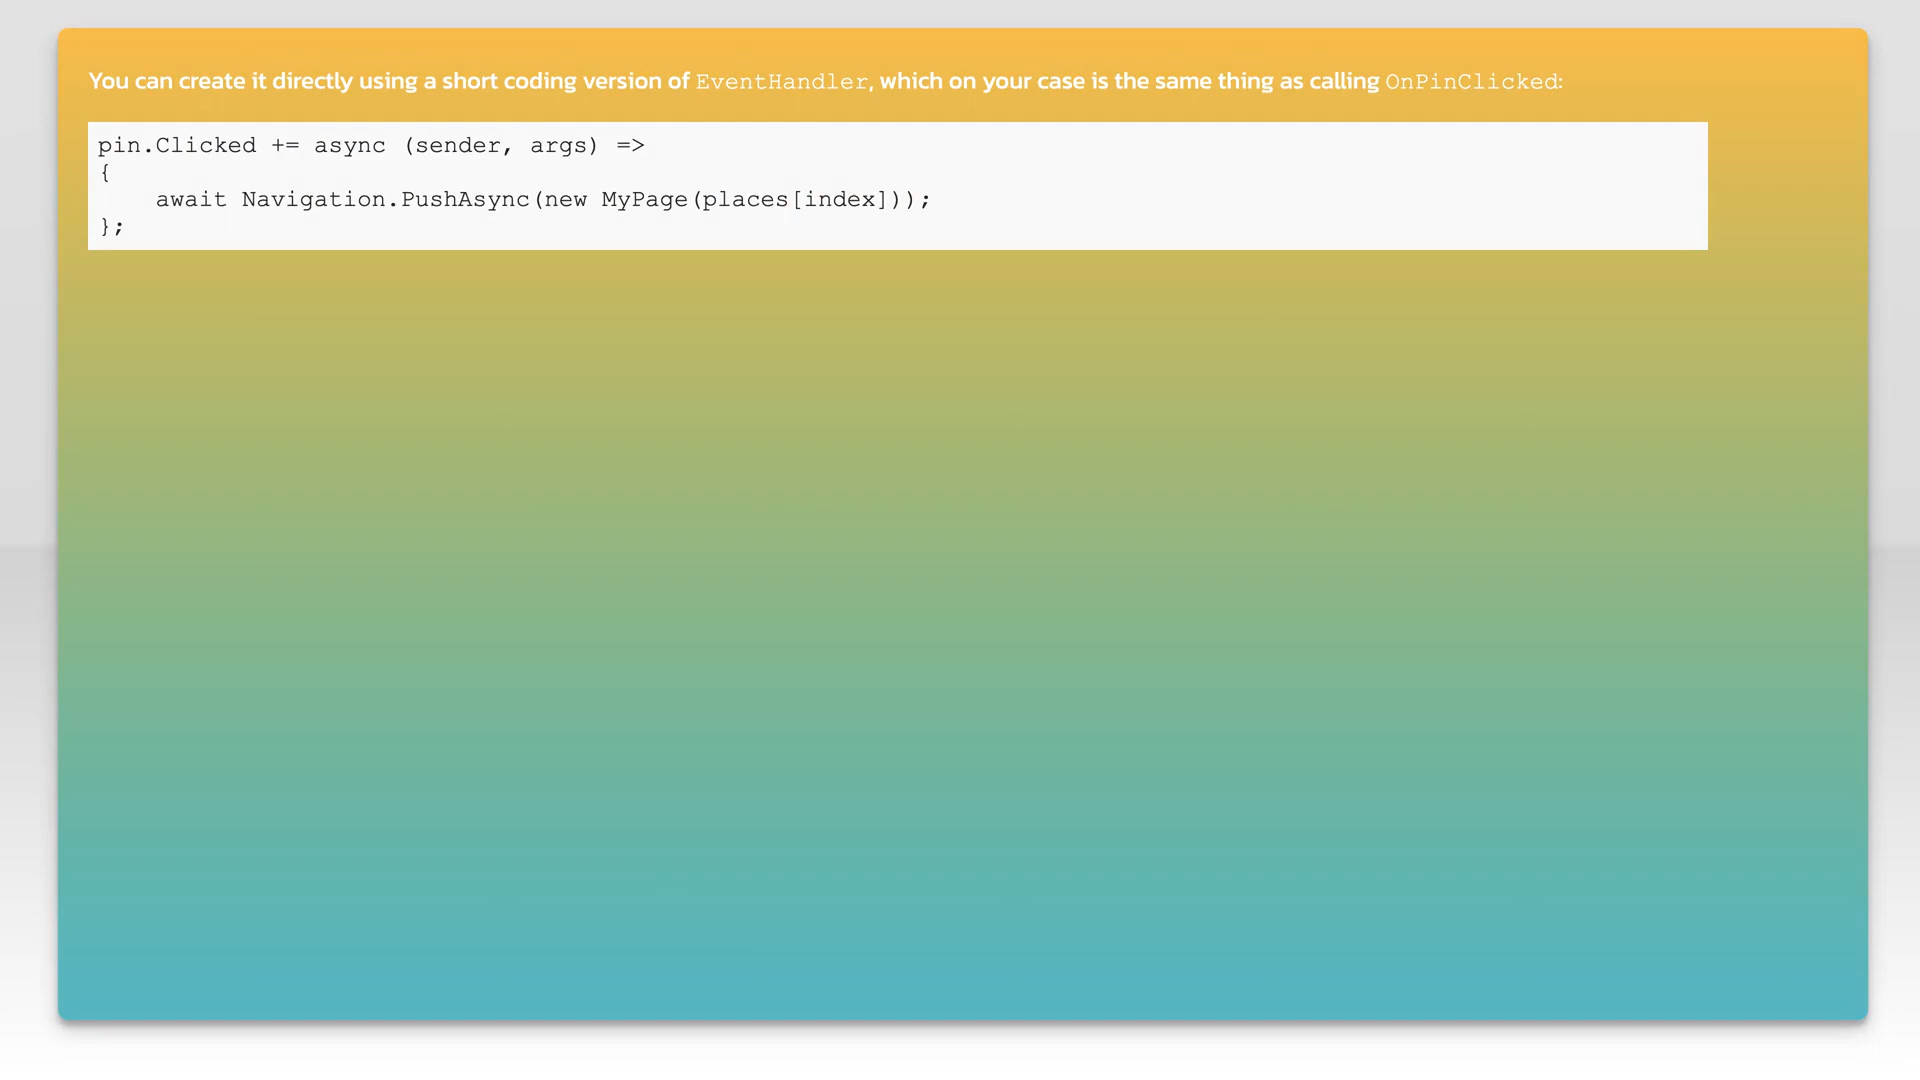 You can create it directly using a short coding version of EventHandler, which on your case is the same thing as calling OnPinClicked:
pin.Clicked += async (sender, args) =>
{
    await Navigation.PushAsync(new MyPage(places[index]));
};